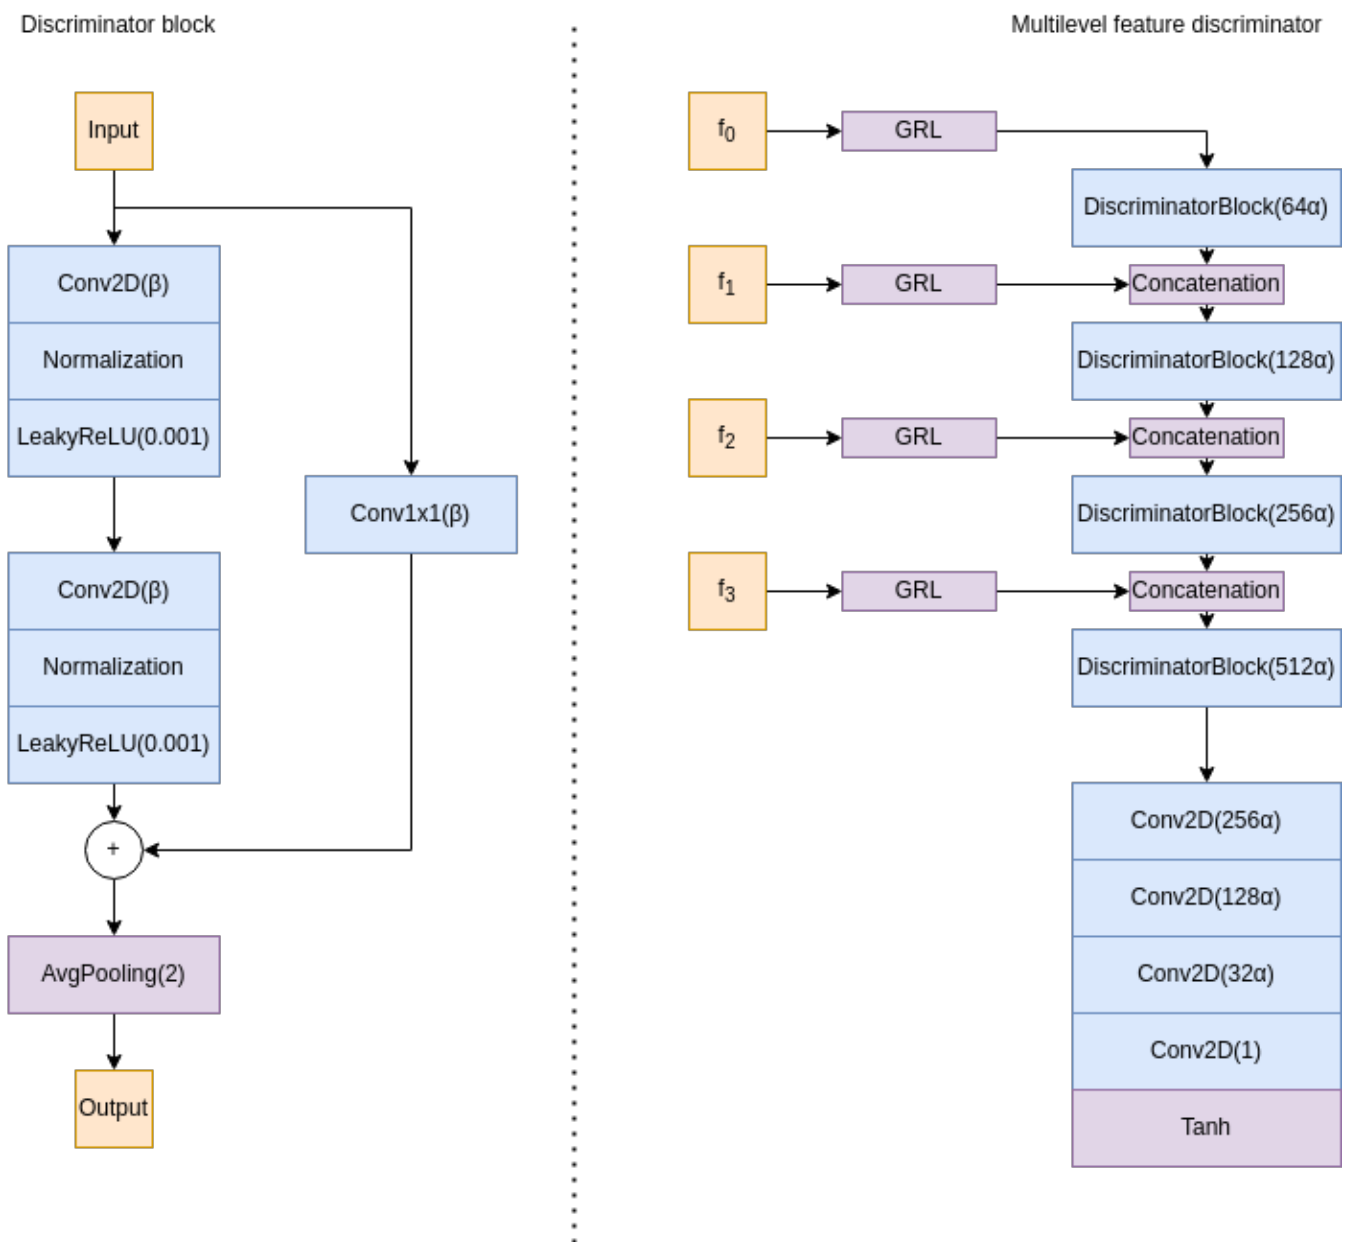 Discriminator block
Input
Conv2D(β)
Normalization
LeakyReLU(0.001)
Conv1x1(β)
Conv2D(β)
Normalization
LeakyReLU(0.001)
+
AvgPooling(2)
Output
Multilevel feature discriminator
f0
GRL
DiscriminatorBlock(64α)
f1
GRL
Concatenation
DiscriminatorBlock(128α)
f2
GRL
Concatenation
DiscriminatorBlock(256α)
f3
GRL
Concatenation
DiscriminatorBlock(512α)
Conv2D(256α)
Conv2D(128α)
Conv2D(32α)
Conv2D(1)
Tanh